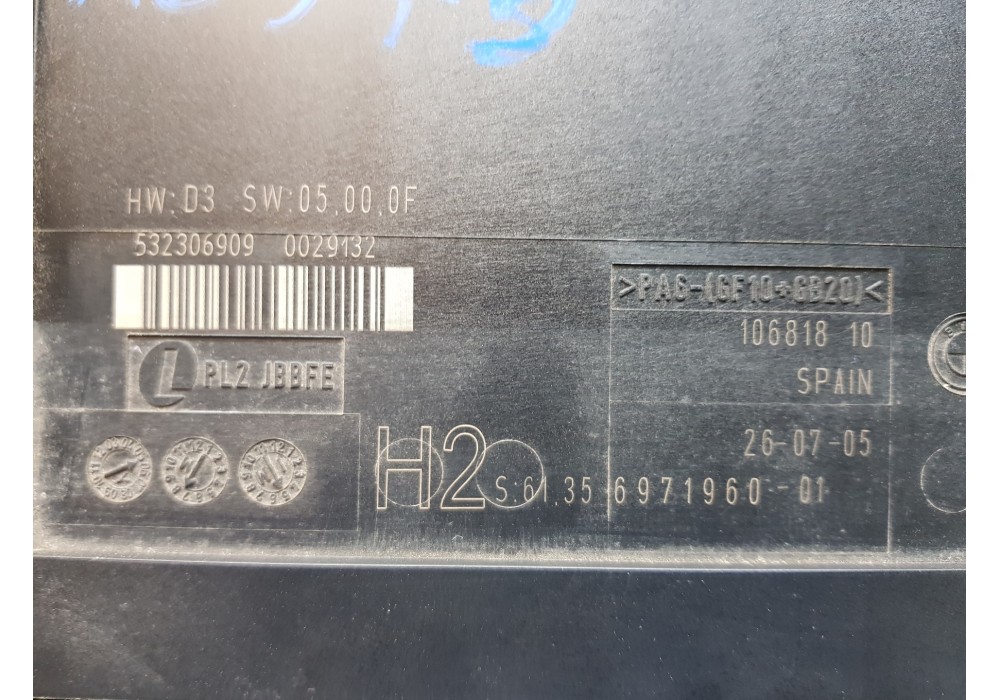 HW:D3 SW:05.00.0F
532306909 0029132
>PA6-(GF10+GB20)<
106818 10
SPAIN
L PL2 JBBFE
26-07-05
H2 S:61.35 6971960-01